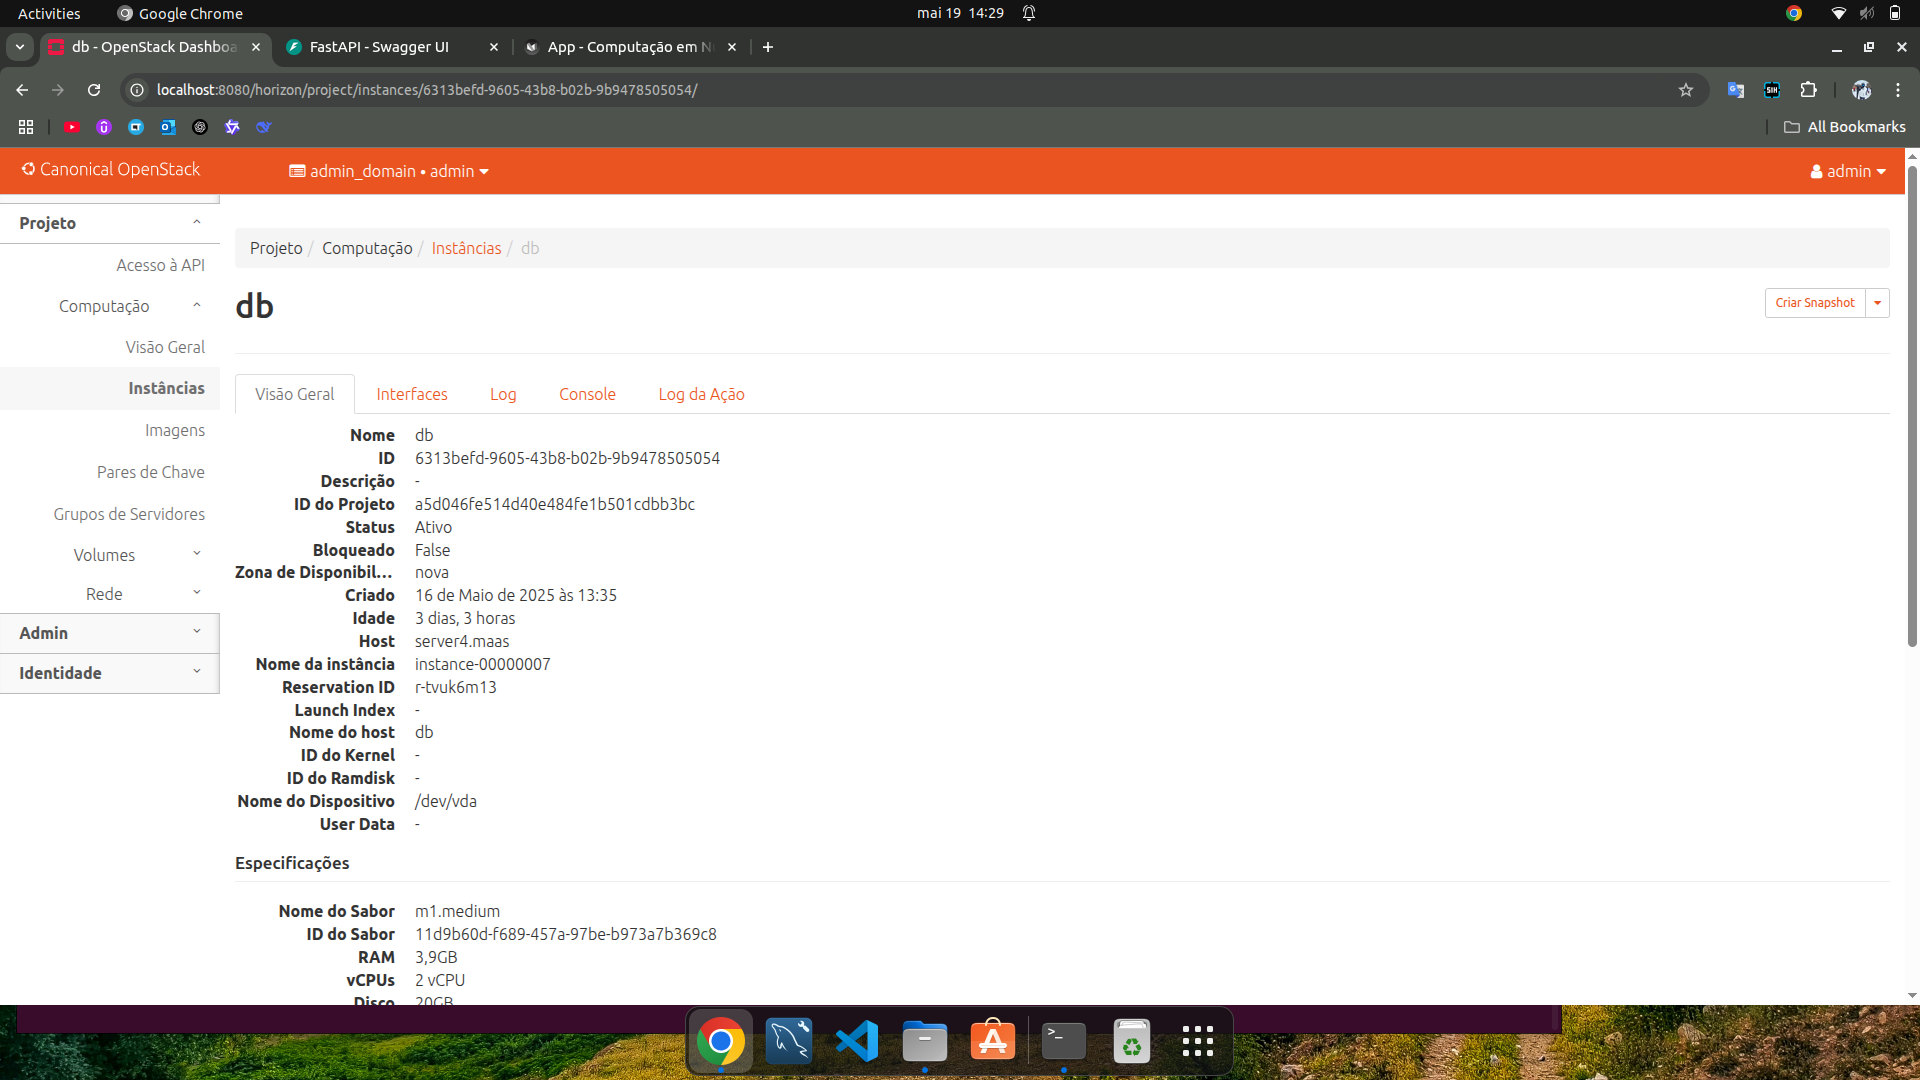 Activities
Google Chrome
mai 19 14:29
db - OpenStack Dashboa
FastAPI - Swagger UI
App - Computação em N
localhost:8080/horizon/project/instances/6313befd-9605-43b8-b02b-9b9478505054/
All Bookmarks
Canonical OpenStack
admin_domain • admin
admin
Projeto
Acesso à API
Computação
Visão Geral
Instâncias
Imagens
Pares de Chave
Grupos de Servidores
Volumes
Rede
Admin
Identidade
Projeto / Computação / Instâncias / db
db
Criar Snapshot
Visão Geral Interfaces Log Console Log da Ação
Nome db
ID 6313befd-9605-43b8-b02b-9b9478505054
Descrição -
ID do Projeto a5d046fe514d40e484fe1b501cdbb3bc
Status Ativo
Bloqueado False
Zona de Disponibil... nova
Criado 16 de Maio de 2025 às 13:35
Idade 3 dias, 3 horas
Host server4.maas
Nome da instância instance-00000007
Reservation ID r-tvuk6m13
Launch Index -
Nome do host db
ID do Kernel -
ID do Ramdisk -
Nome do Dispositivo /dev/vda
User Data -
Especificações
Nome do Sabor m1.medium
ID do Sabor 11d9b60d-f689-457a-97be-b973a7b369c8
RAM 3,9GB
vCPUs 2 vCPU
Disco 20GB